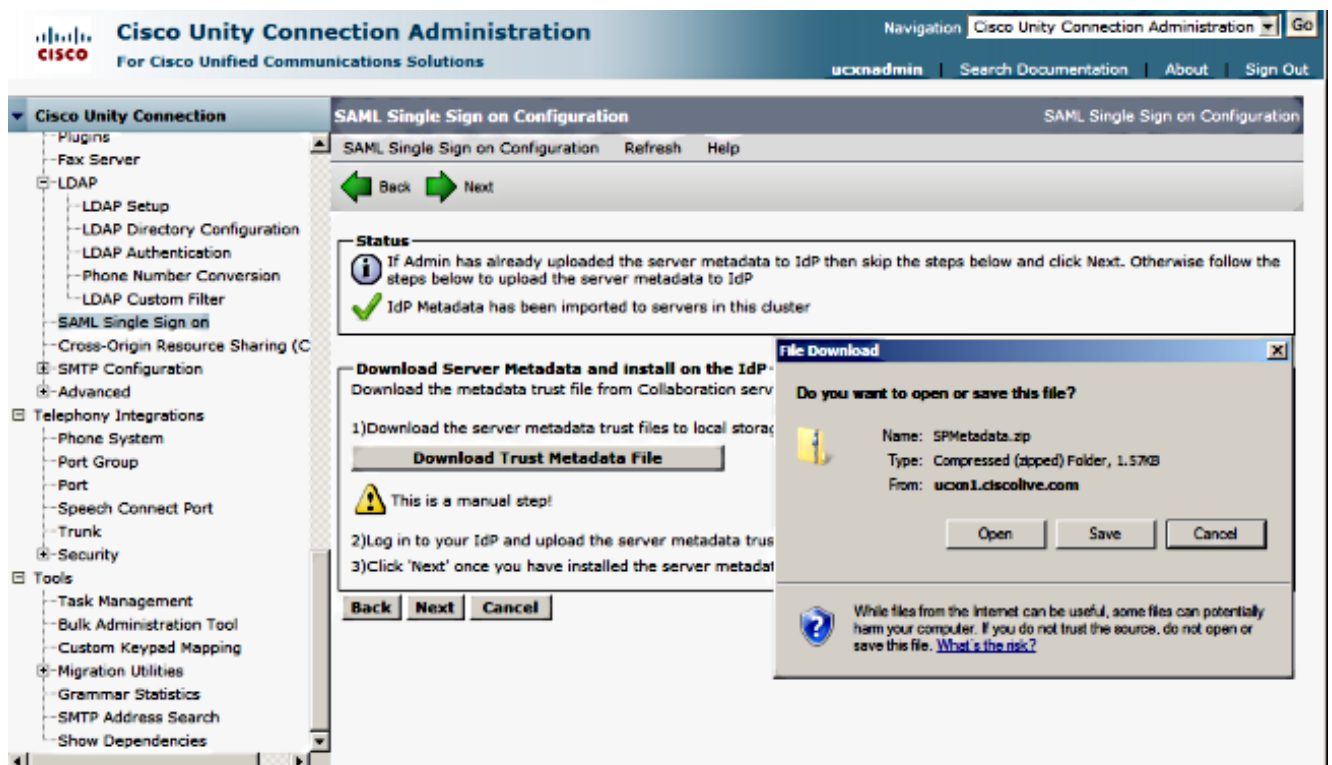 CISCO
Cisco Unity Connection Administration
For Cisco Unified Communications Solutions
Navigation Cisco Unity Connection Administration Go
ucxnadmin Search Documentation About Sign Out
Cisco Unity Connection
Plugins
Fax Server
LDAP
LDAP Setup
LDAP Directory Configuration
LDAP Authentication
Phone Number Conversion
LDAP Custom Filter
SAML Single Sign on
Cross-Origin Resource Sharing (C
SMTP Configuration
Advanced
Telephony Integrations
Phone System
Port Group
Port
Speech Connect Port
Trunk
Security
Tools
Task Management
Bulk Administration Tool
Custom Keypad Mapping
Migration Utilities
Grammar Statistics
SMTP Address Search
Show Dependencies
SAML Single Sign on Configuration
SAML Single Sign on Configuration
SAML Single Sign on Configuration Refresh Help
Back Next
Status
If Admin has already uploaded the server metadata to IdP then skip the steps below and click Next. Otherwise follow the
steps below to upload the server metadata to IdP
IdP Metadata has been imported to servers in this cluster
Download Server Metadata and install on the IdP
Download the metadata trust file from Collaboration serv
1)Download the server metadata trust files to local storag
Download Trust Metadata File
This is a manual step!
2)Log in to your IdP and upload the server metadata trus
3)Click 'Next' once you have installed the server metadat
Back Next Cancel
File Download
Do you want to open or save this file?
Name: SPMetadata.zip
Type: Compressed (zipped) Folder, 1.57KB
From: ucxn1.ciscolive.com
Open Save Cancel
While files from the Internet can be useful, some files can potentially
harm your computer. If you do not trust the source, do not open or
save this file. What's the risk?